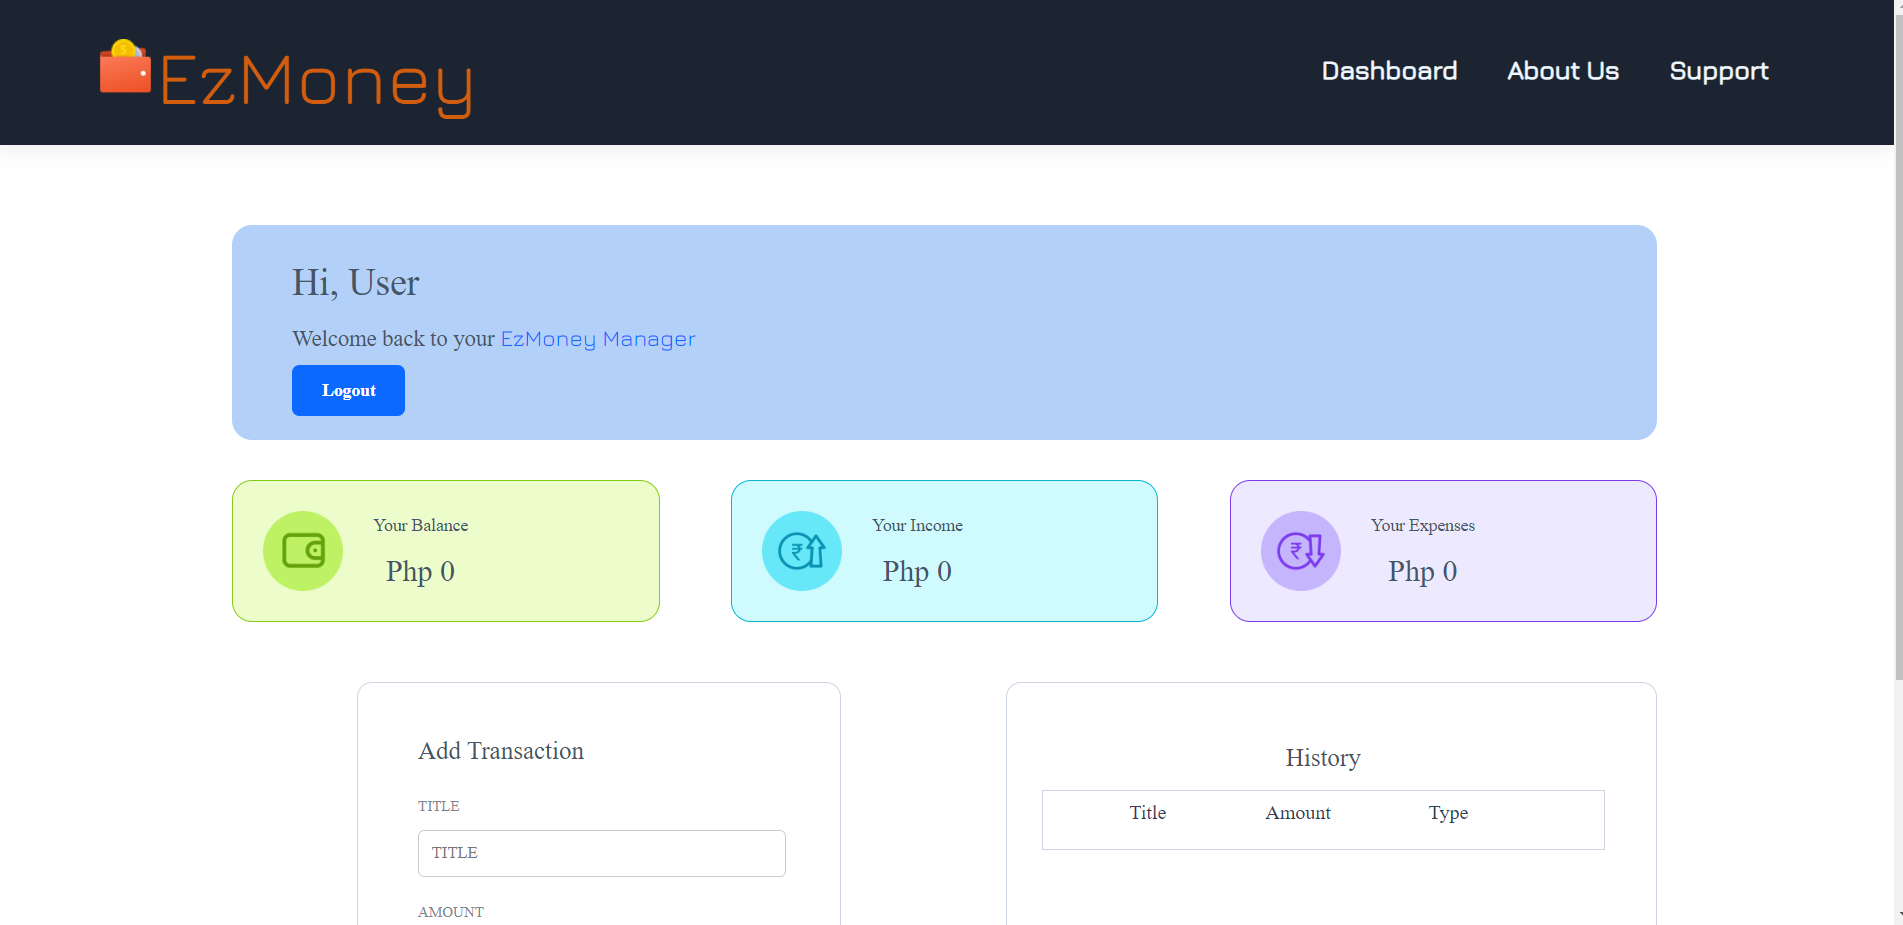 EzMoney
Dashboard About Us Support
Hi, User
Welcome back to your EzMoney Manager
Logout
Your Balance
Php 0
₹
Your Income
Php 0
₹
Your Expenses
Php 0
Add Transaction
TITLE
TITLE
AMOUNT
History
Title Amount Type